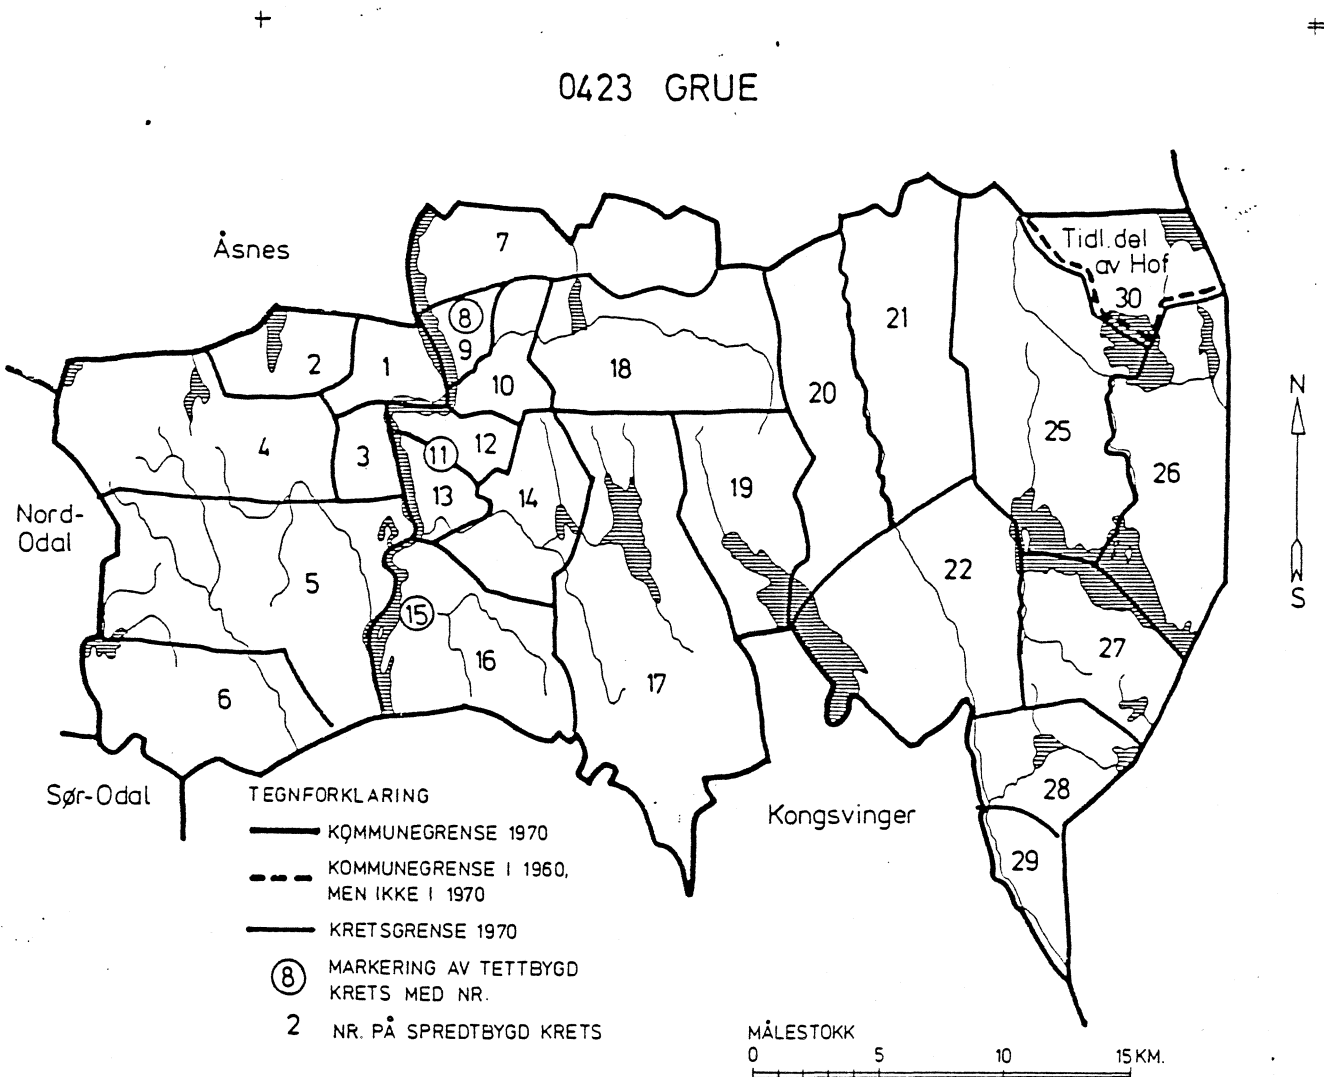 0423 GRUE
Åsnes
7
Tidl. del
av Hof
30
8
9
21
2
1
10
18
20
4
3
11
12
25
13
14
19
26
Nord-
Odal
N
S
5
15
22
16
27
6
17
Sør-Odal
Kongsvinger
28
29
TEGNFORKLARING
KOMMUNEGRENSE 1970
KOMMUNEGRENSE I 1960,
MEN IKKE I 1970
KRETSGRENSE 1970
8 MARKERING AV TETTBYGD
KRETS MED NR.
2 NR. PÅ SPREDTBYGD KRETS
MÅLESTOKK
0 5 10 15 KM.